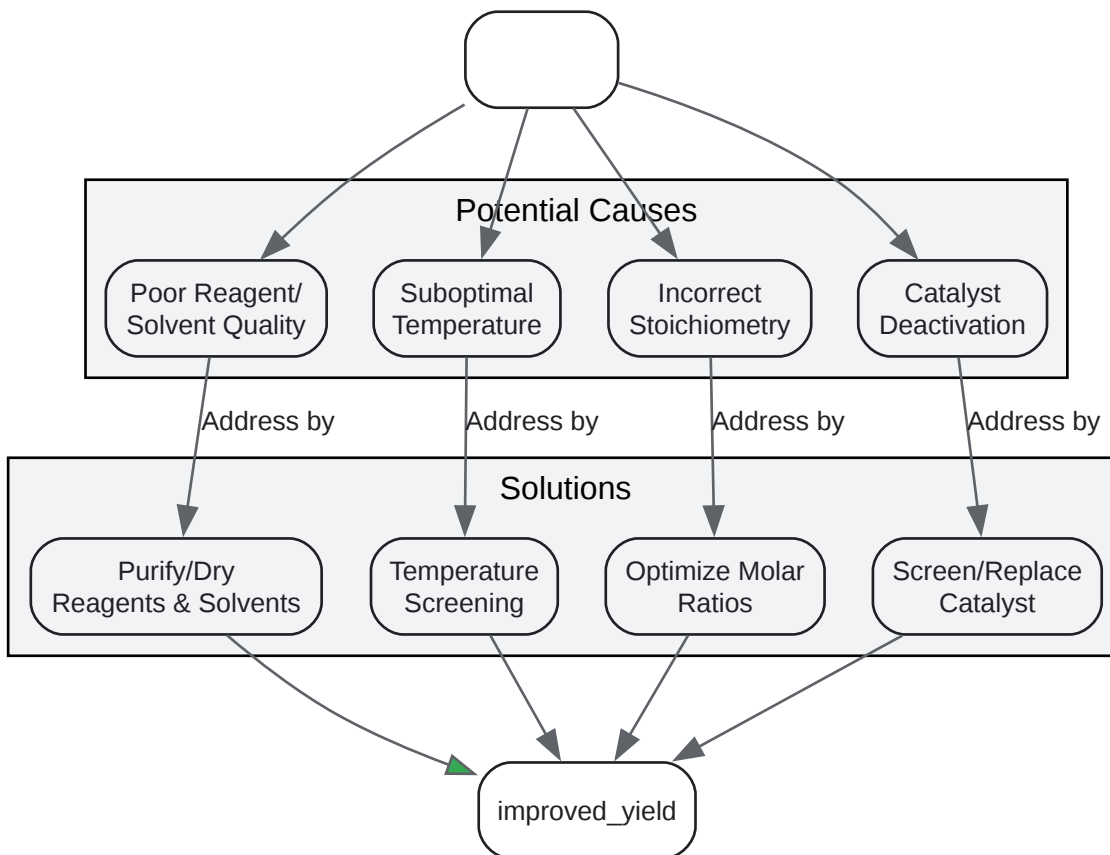 Potential Causes
Poor Reagent/
Solvent Quality
Suboptimal
Temperature
Incorrect
Stoichiometry
Catalyst
Deactivation
Address by
Address by
Address by
Address by
Solutions
Purify/Dry
Reagents & Solvents
Temperature
Screening
Optimize Molar
Ratios
Screen/Replace
Catalyst
improved_yield